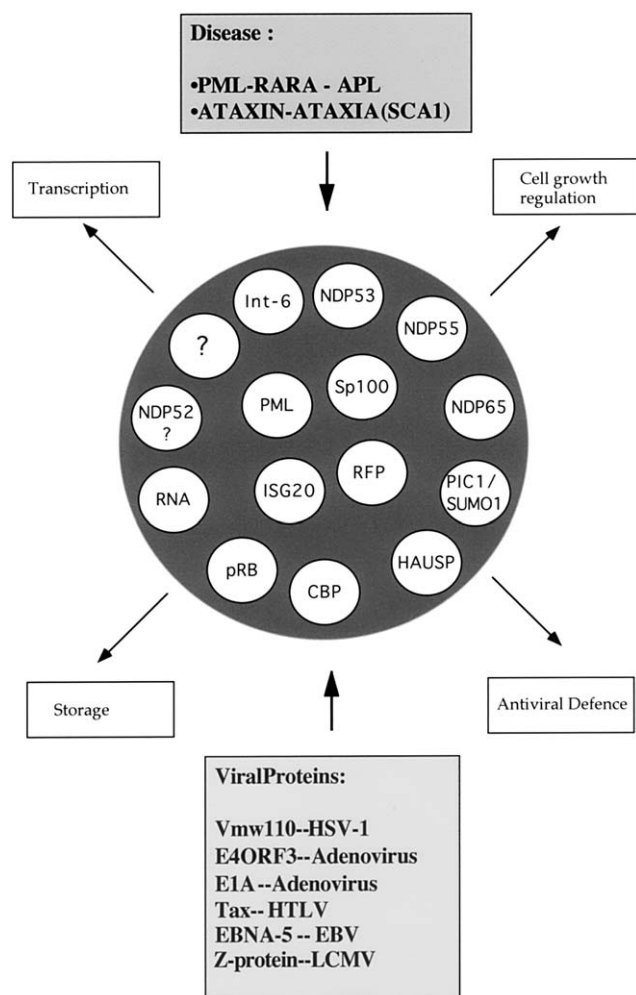 Disease :
•PML-RARA - APL
•ATAXIN-ATAXIA(SCA1)
Transcription
Cell growth
regulation
Int-6
NDP53
NDP55
?
Sp100
PML
NDP65
NDP52
?
RFP
ISG20
RNA
PIC1/
SUMO1
HAUSP
pRB
CBP
Storage
Antiviral Defence
ViralProteins:
Vmw110--HSV-1
E4ORF3--Adenovirus
E1A--Adenovirus
Tax-- HTLV
EBNA-5 -- EBV
Z-protein--LCMV